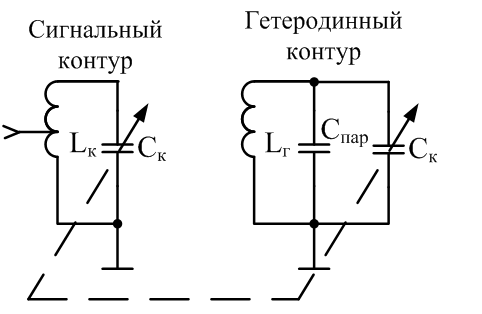 Сигнальный
контур
Гетеродинный
контур
Lк
Cк
Lг
Cпар
Cк